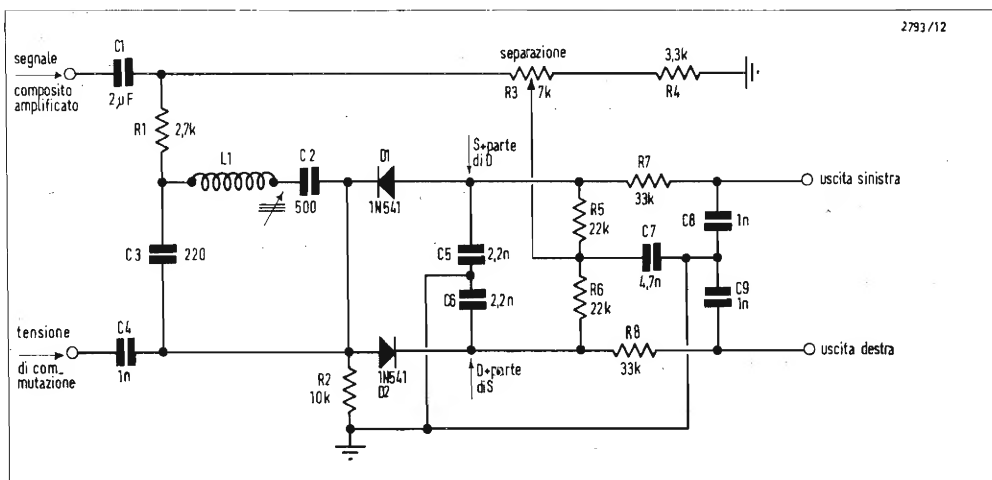 2793/12
segnale
composito
amplificato
C1
2µF
separazione
R3
7k
3,3k
R4
R1
2,7k
L1
C2
500
D1
1N541
S+parte
di D
R7
33k
uscita sinistra
C3
220
C5
2,2n
C6
2,2n
R5
22k
R6
22k
C7
4,7n
C8
1n
C9
1n
tensione
di com_
mutazione
C4
1n
R2
10k
1N541
D2
D+parte
di S
R8
33k
uscita destra